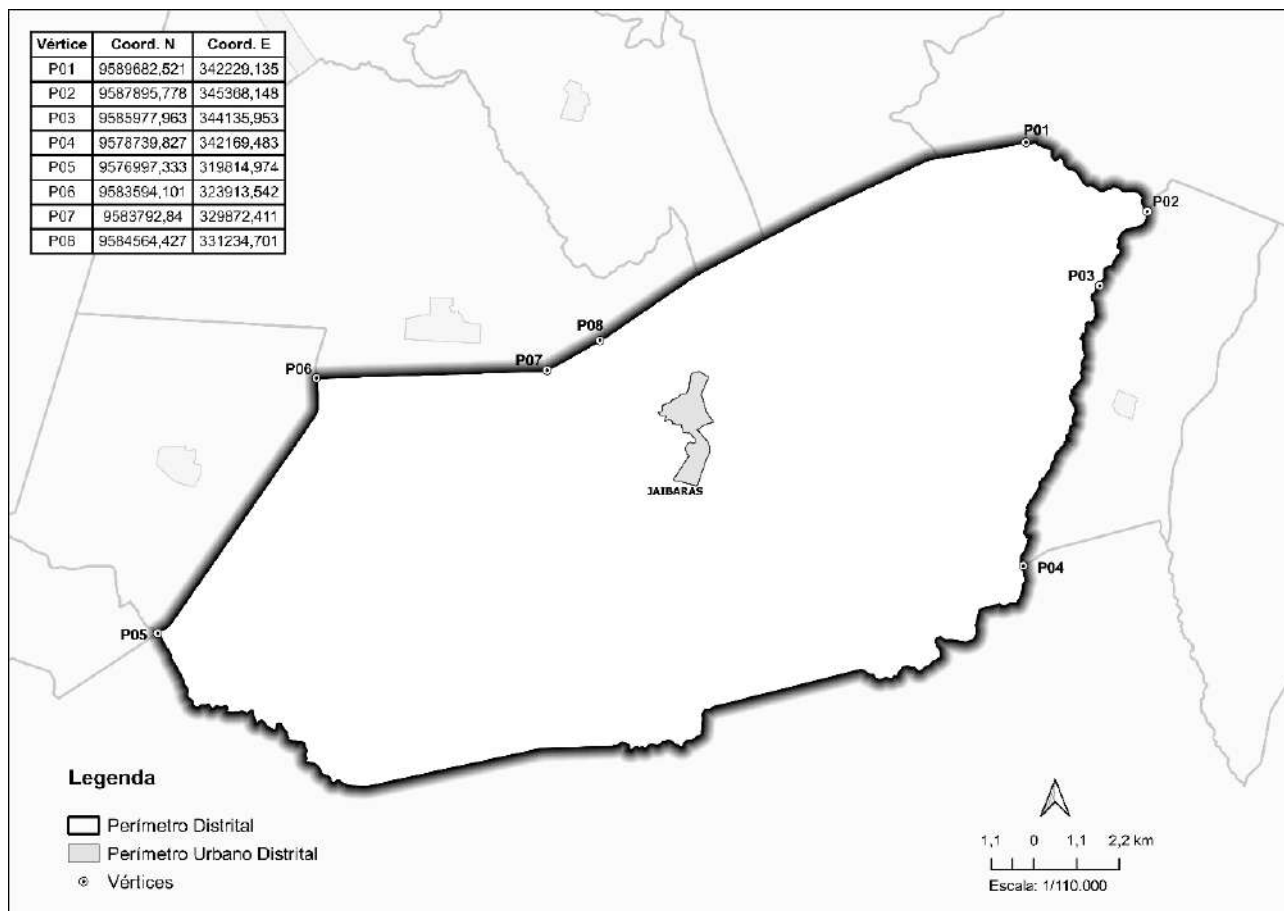 Vértice Coord. N Coord. E
P01 9589682,521 342229,135
P02 9587895,778 345368,148
P03 9585977,963 344135,953
P04 9578739,827 342169,483
P05 9576997,333 319814,974
P06 9583594,101 323913,542
P07 9583792,84 329872,411
P08 9584564,427 331234,701
P01
P02
P03
P08
P07
P06
JAIBARAS
P04
P05
Legenda
Perímetro Distrital
Perímetro Urbano Distrital
Vértices
1,1 0 1,1 2,2 km
Escala: 1/110.000